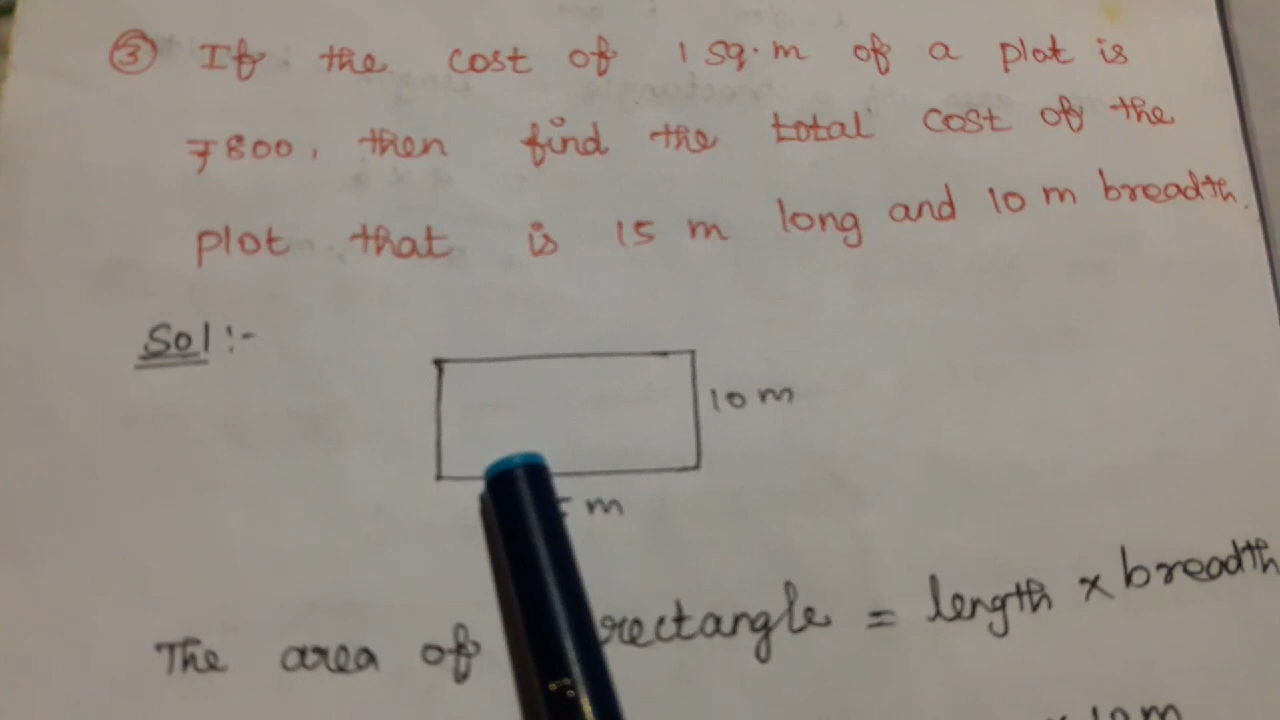 ③ If the cost of 1 sq.m of a plot is
₹800, then find the total cost of the
plot that is 15 m long and 10 m breadth.
Sol:-
10 m
m
The area of rectangle = length × breadth
10m